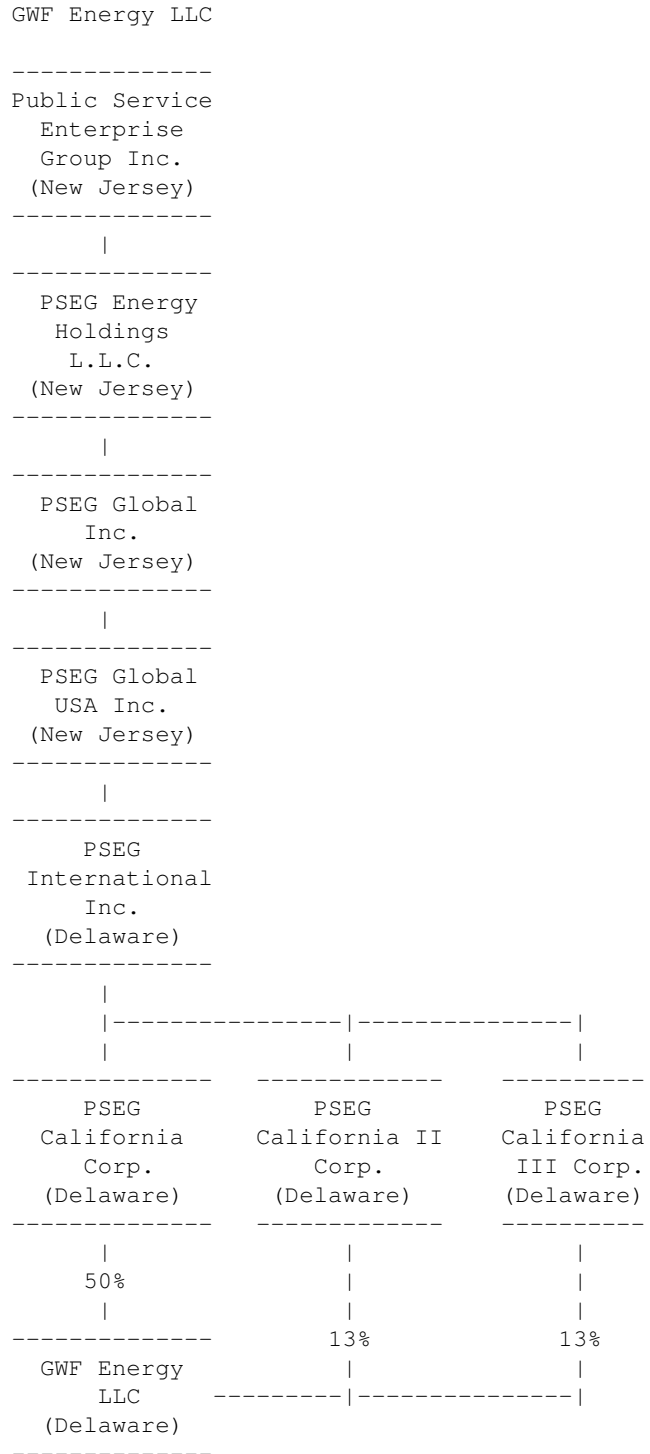 GWF Energy LLC
--------------
Public Service
Enterprise
Group Inc.
(New Jersey)
--------------
|
--------------
PSEG Energy
Holdings
L.L.C.
(New Jersey)
--------------
|
--------------
PSEG Global
Inc.
(New Jersey)
--------------
|
--------------
PSEG Global
USA Inc.
(New Jersey)
--------------
|
--------------
PSEG
International
Inc.
(Delaware)
--------------
|
|----------------|---------------|
| | |
-------------- ------------- ----------
PSEG PSEG PSEG
California California II California
Corp. Corp. III Corp.
(Delaware) (Delaware) (Delaware)
-------------- ------------- ----------
| | |
50% | |
| | |
-------------- 13% 13%
GWF Energy | |
LLC ---------|---------------|
(Delaware)
--------------